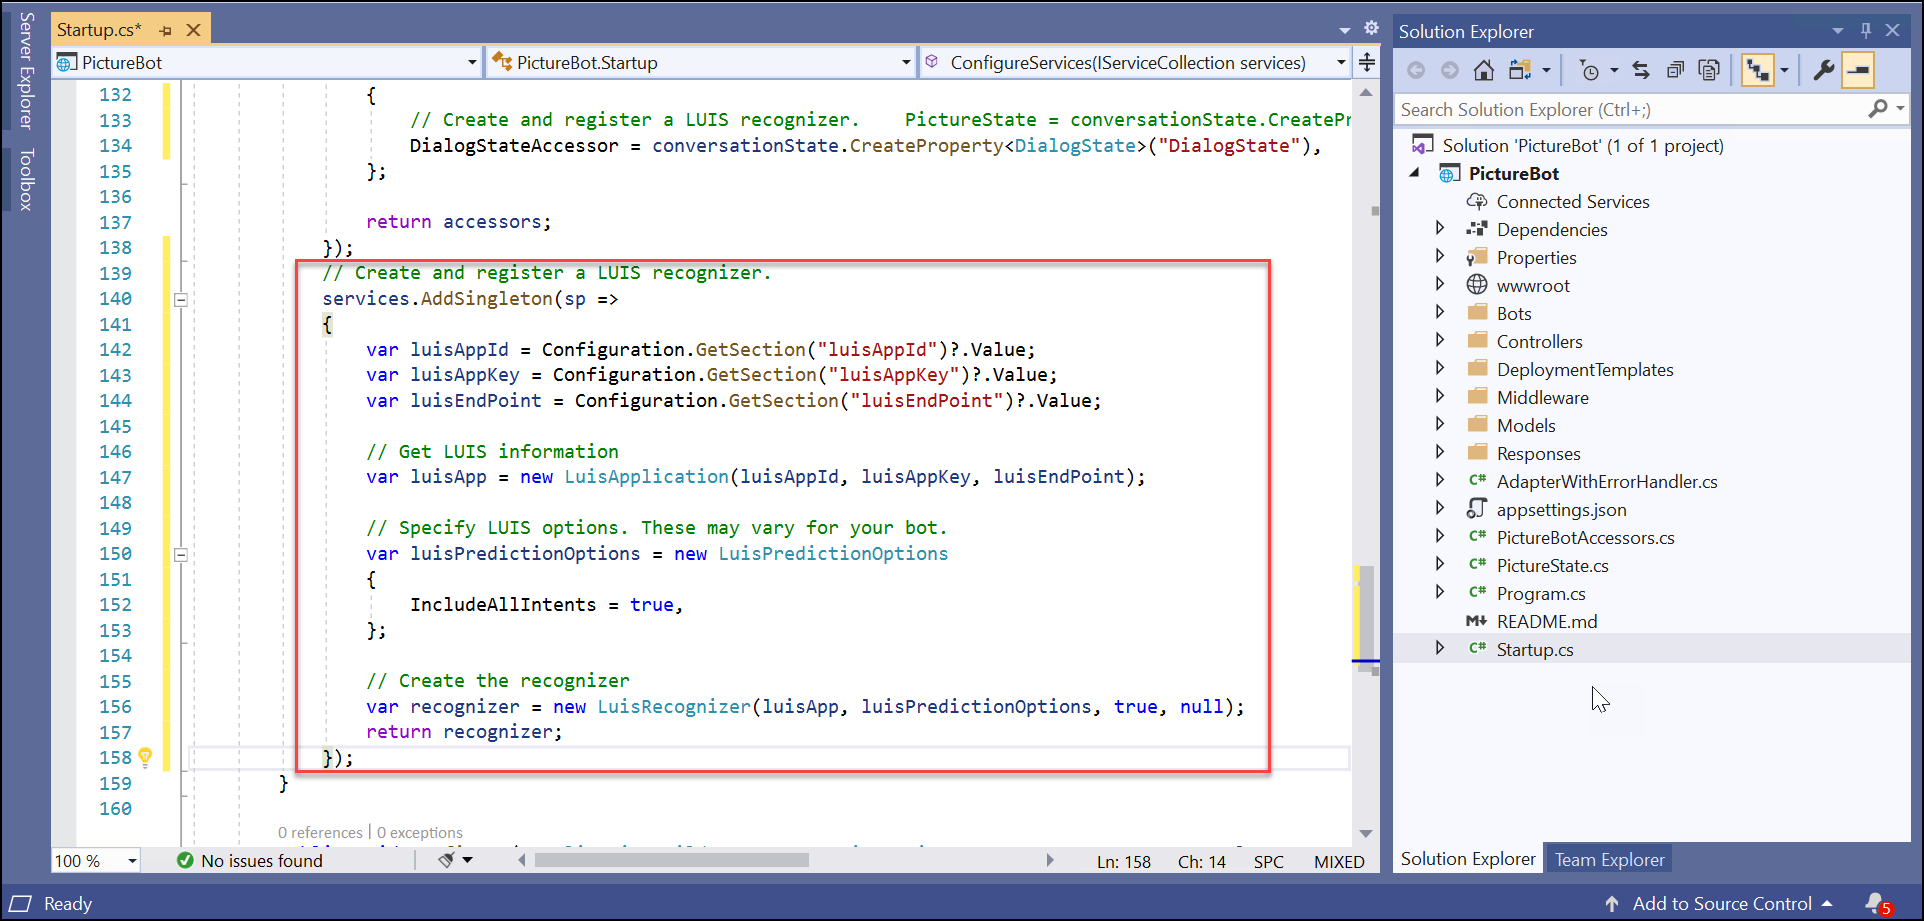 Server Explorer
Toolbox
Startup.cs*
PictureBot
PictureBot.Startup
ConfigureServices(IServiceCollection services)
132 {
133 // Create and register a LUIS recognizer.    PictureState = conversationState.CreatePr
134 DialogStateAccessor = conversationState.CreateProperty<DialogState>("DialogState"),
135 };
136
137 return accessors;
138 });
139 // Create and register a LUIS recognizer.
140 services.AddSingleton(sp =>
141 {
142 var luisAppId = Configuration.GetSection("luisAppId")?.Value;
143 var luisAppKey = Configuration.GetSection("luisAppKey")?.Value;
144 var luisEndPoint = Configuration.GetSection("luisEndPoint")?.Value;
145
146 // Get LUIS information
147 var luisApp = new LuisApplication(luisAppId, luisAppKey, luisEndPoint);
148
149 // Specify LUIS options. These may vary for your bot.
150 var luisPredictionOptions = new LuisPredictionOptions
151 {
152 IncludeAllIntents = true,
153 };
154
155 // Create the recognizer
156 var recognizer = new LuisRecognizer(luisApp, luisPredictionOptions, true, null);
157 return recognizer;
158 });
159 }
160
0 references | 0 exceptions
100 %
No issues found
Ln: 158
Ch: 14
SPC
MIXED
Solution Explorer
Search Solution Explorer (Ctrl+;)
Solution 'PictureBot' (1 of 1 project)
PictureBot
Connected Services
Dependencies
Properties
wwwroot
Bots
Controllers
DeploymentTemplates
Middleware
Models
Responses
C# AdapterWithErrorHandler.cs
appsettings.json
C# PictureBotAccessors.cs
C# PictureState.cs
C# Program.cs
M README.md
C# Startup.cs
Solution Explorer
Team Explorer
Ready
Add to Source Control
5